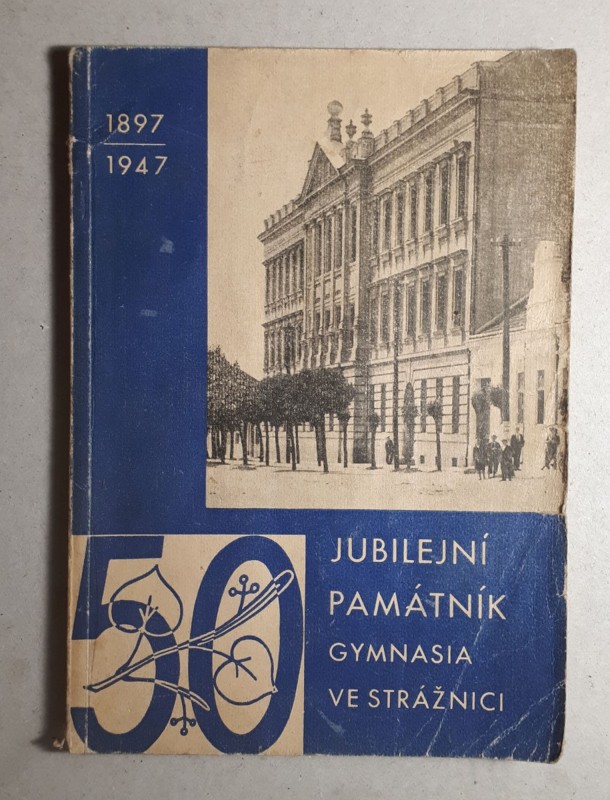 1897
1947
50
JUBILEJNÍ
PAMÁTNÍK
GYMNASIA
VE STRÁŽNICI